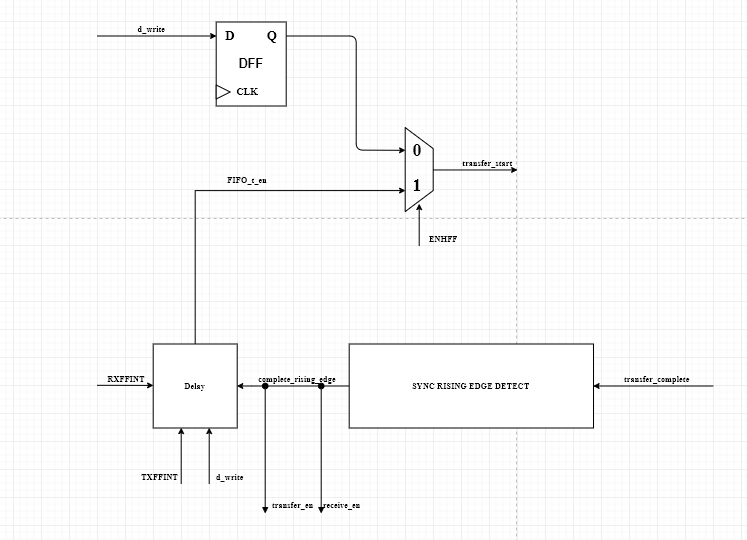 d_write
D Q
DFF
CLK
0
transfer_start
FIFO_t_en
1
ENHFF
RXFFINT
Delay
complete_rising_edge
SYNC RISING EDGE DETECT
transfer_complete
TXFFINT
d_write
transfer_en
receive_en